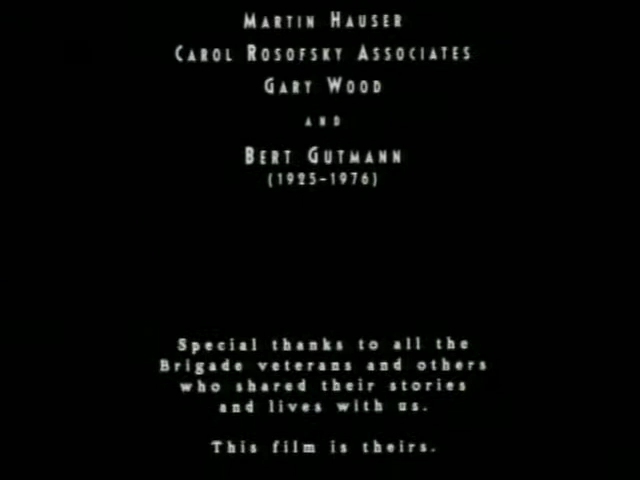 Martin Hauser
Carol Rosofsky Associates
Gary Wood
and
Bert Gutmann
(1925-1976)
Special thanks to all the
Brigade veterans and others
who shared their stories
and lives with us.
This film is theirs.